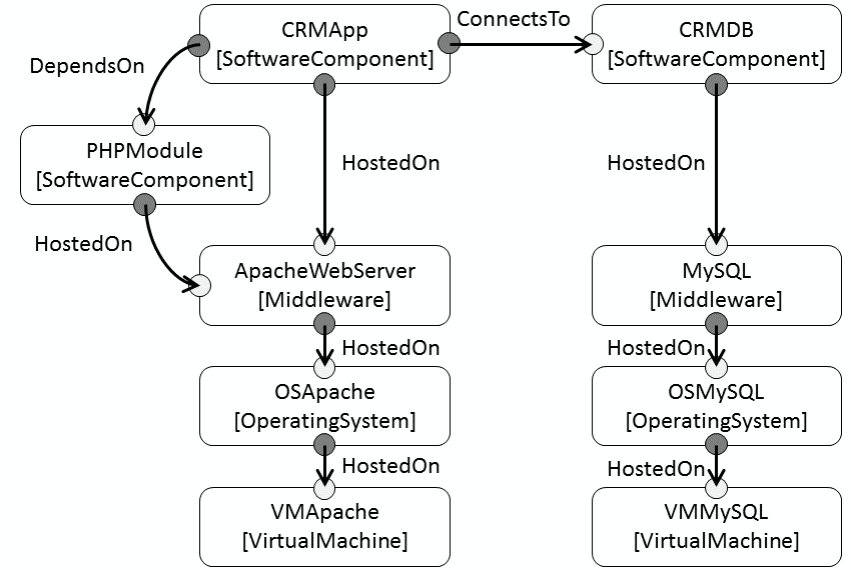 CRMApp
[SoftwareComponent]
ConnectsTo
CRMDB
[SoftwareComponent]
DependsOn
PHPModule
[SoftwareComponent]
HostedOn
HostedOn
HostedOn
ApacheWebServer
[Middleware]
MySQL
[Middleware]
HostedOn
HostedOn
OSApache
[OperatingSystem]
OSMySQL
[OperatingSystem]
HostedOn
HostedOn
VMApache
[VirtualMachine]
VMMySQL
[VirtualMachine]